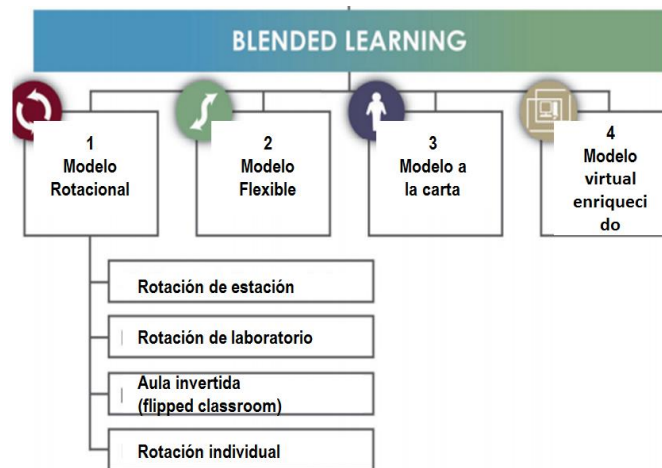 BLENDED LEARNING
1
Modelo
Rotacional
2
Modelo
Flexible
3
Modelo a
la carta
4
Modelo
virtual
enriqueci
do
Rotación de estación
Rotación de laboratorio
Aula invertida
(flipped classroom)
Rotación individual